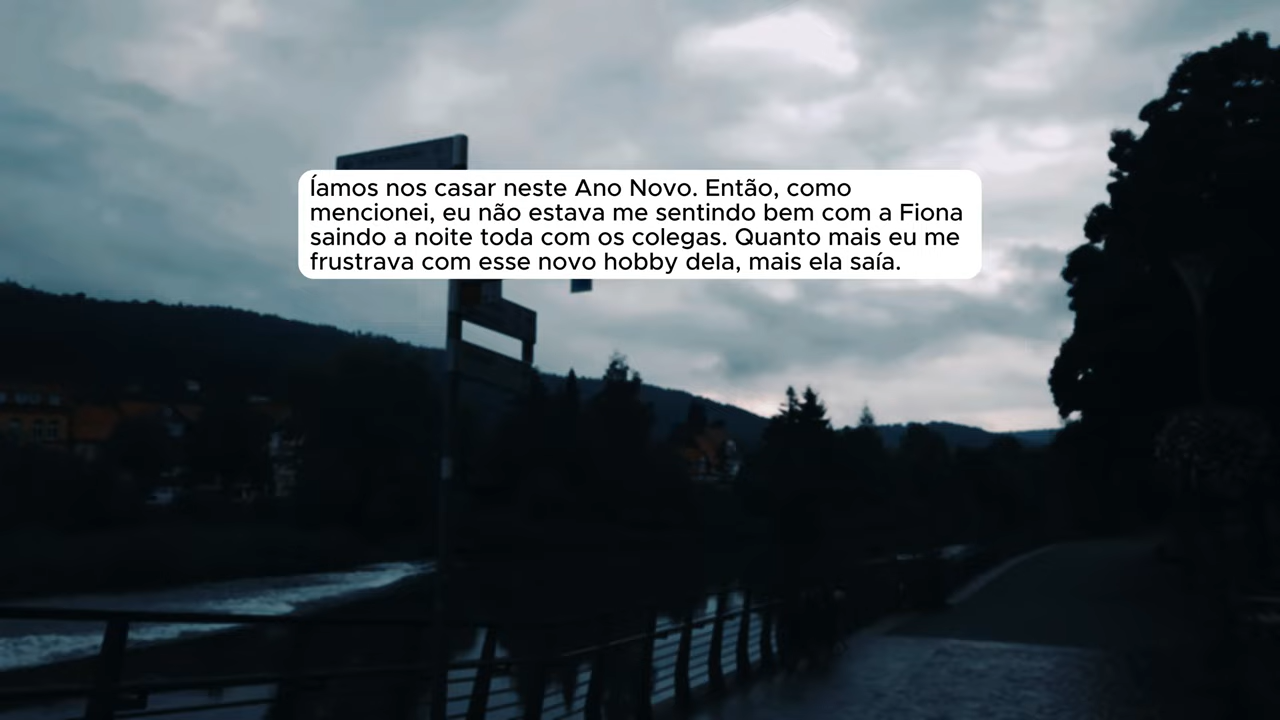 Íamos nos casar neste Ano Novo. Então, como
mencionei, eu não estava me sentindo bem com a Fiona
saindo a noite toda com os colegas. Quanto mais eu me
frustrava com esse novo hobby dela, mais ela saía.